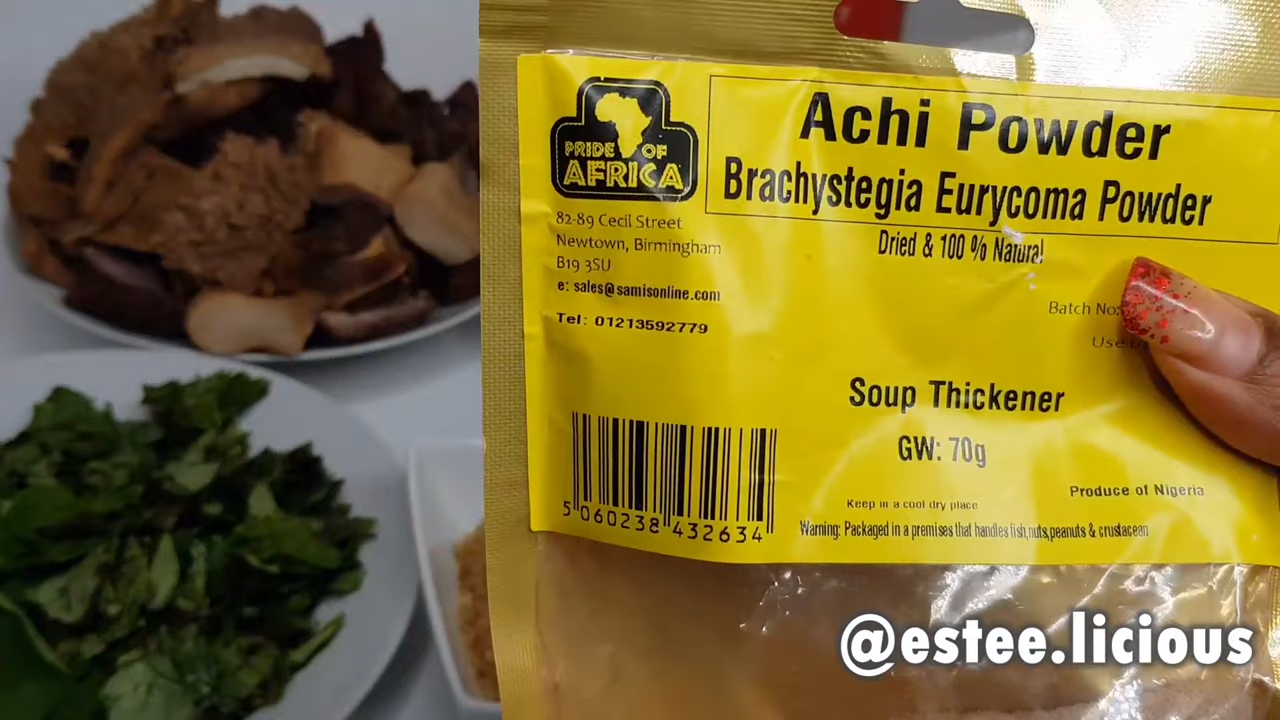 PRIDE OF
AFRICA
82-89 Cecil Street
Newtown, Birmingham
B19 3SU
e: sales@samisonline.com
Tel: 01213592779
Achi Powder
Brachystegia Eurycoma Powder
Dried & 100 % Natural
Batch No:
Use
Soup Thickener
GW: 70g
Produce of Nigeria
Keep in a cool dry place
Warning: Packaged in a premises that handles fish,nuts,peanuts & crustacean
5 060238 432634
@estee.licious